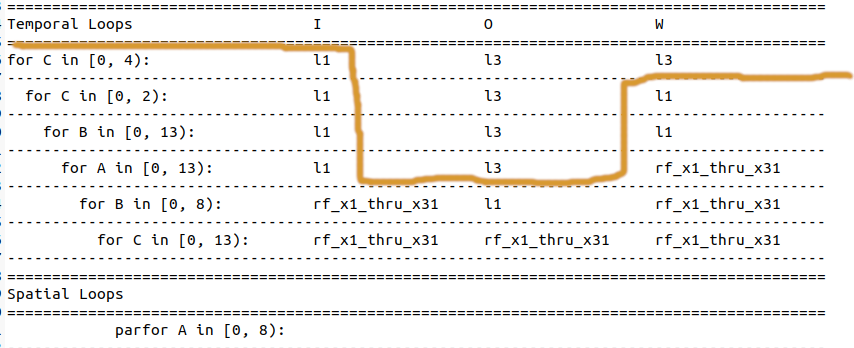 ================================================================================
Temporal Loops I O W
================================================================================
for C in [0, 4): l1 l3 l3
--------------------------------------------------------------------------------
for C in [0, 2): l1 l3 l1
--------------------------------------------------------------------------------
for B in [0, 13): l1 l3 l1
--------------------------------------------------------------------------------
for A in [0, 13): l1 l3 rf_x1_thru_x31
--------------------------------------------------------------------------------
for B in [0, 8): rf_x1_thru_x31 l1 rf_x1_thru_x31
--------------------------------------------------------------------------------
for C in [0, 13): rf_x1_thru_x31 rf_x1_thru_x31 rf_x1_thru_x31
--------------------------------------------------------------------------------
================================================================================
Spatial Loops
================================================================================
parfor A in [0, 8):